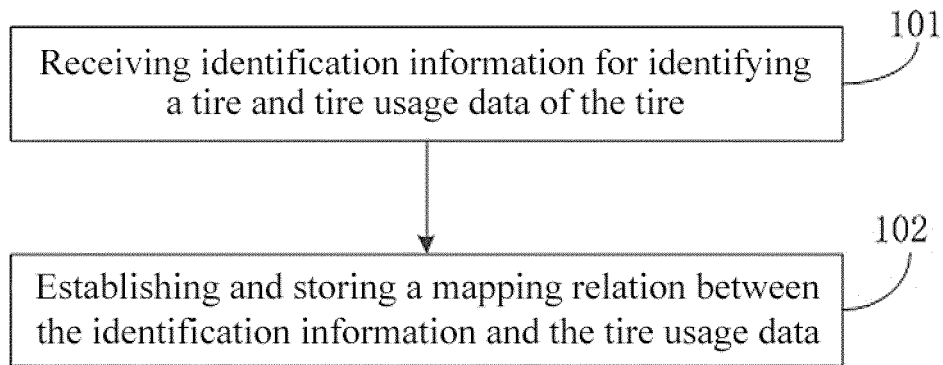 101
Receiving identification information for identifying
a tire and tire usage data of the tire
102
Establishing and storing a mapping relation between
the identification information and the tire usage data